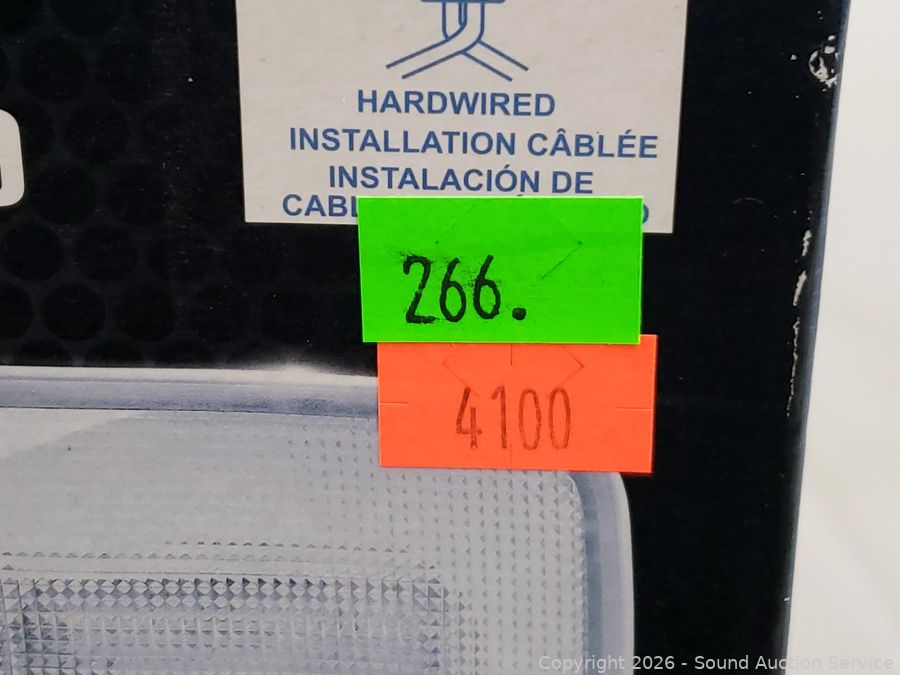 HARDWIRED
INSTALLATION CÂBLÉE
INSTALACIÓN DE
266.
4100
Copyright 2026 - Sound Auction Service